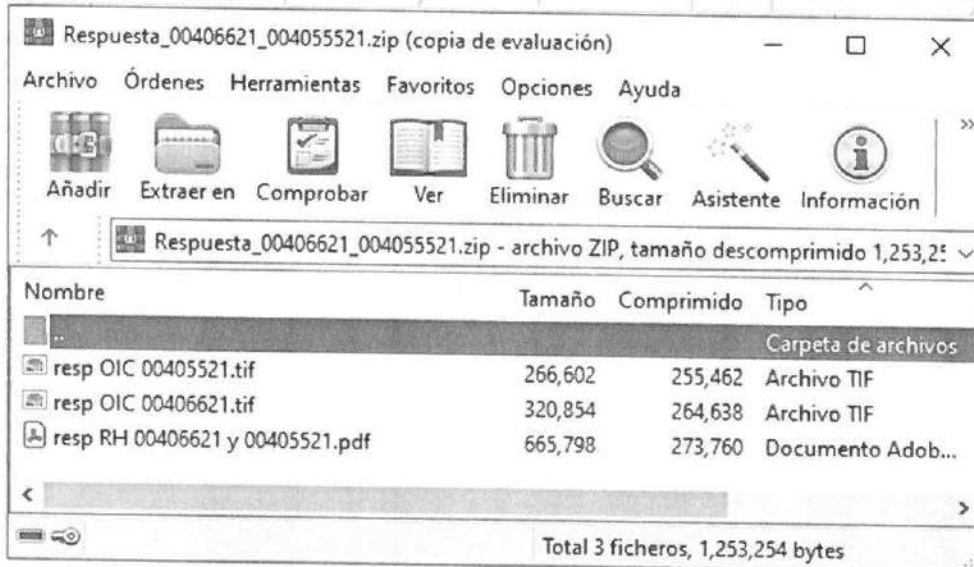 Respuesta_00406621_004055521.zip (copia de evaluación)
Archivo Órdenes Herramientas Favoritos Opciones Ayuda
Añadir Extraer en Comprobar Ver Eliminar Buscar Asistente Información »
Respuesta_00406621_004055521.zip - archivo ZIP, tamaño descomprimido 1,253,25
Nombre Tamaño Comprimido Tipo
.. Carpeta de archivos
resp OIC 00405521.tif 266,602 255,462 Archivo TIF
resp OIC 00406621.tif 320,854 264,638 Archivo TIF
resp RH 00406621 y 00405521.pdf 665,798 273,760 Documento Adob...
Total 3 ficheros, 1,253,254 bytes